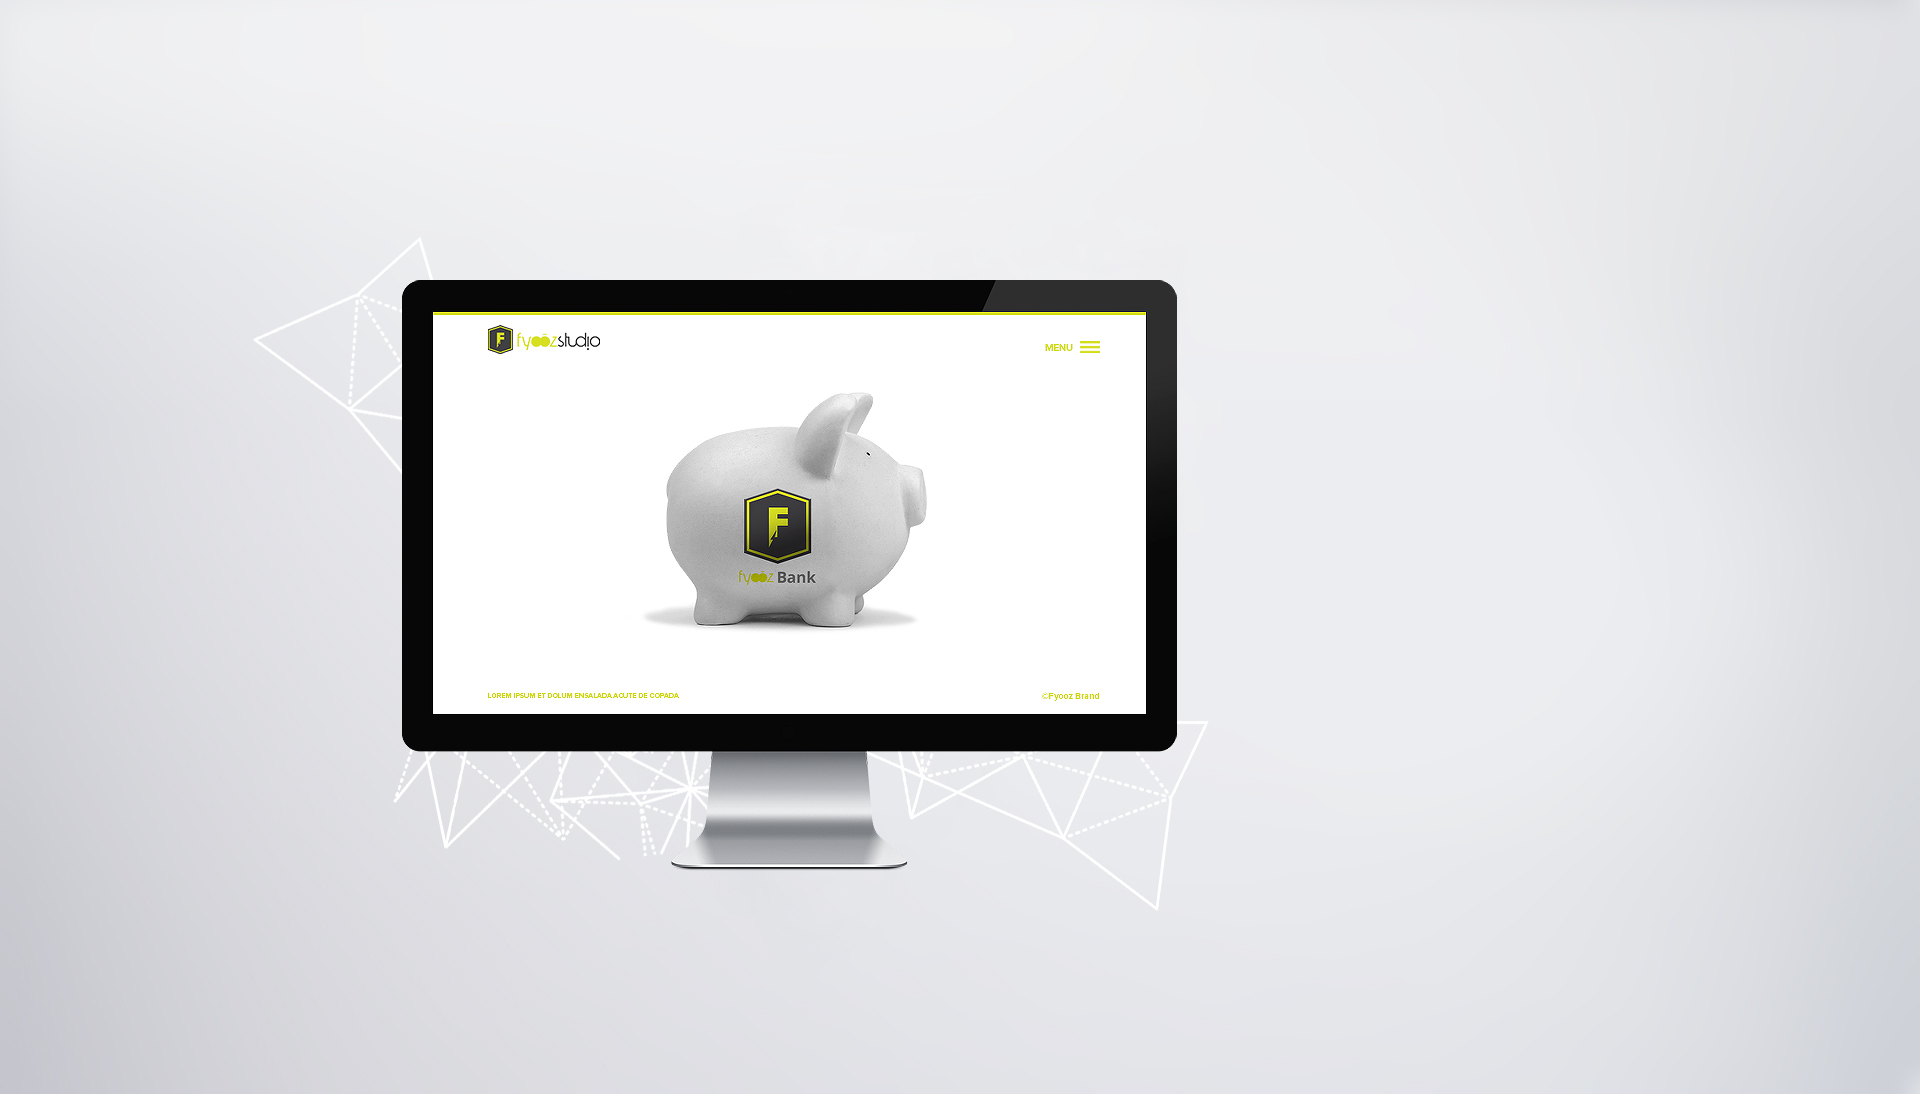 F fyoozstudio
MENU
F
fyooz Bank
LOREM IPSUM ET DOLUM ENSALADA ACUTE DE COPADA
©Fyooz Brand